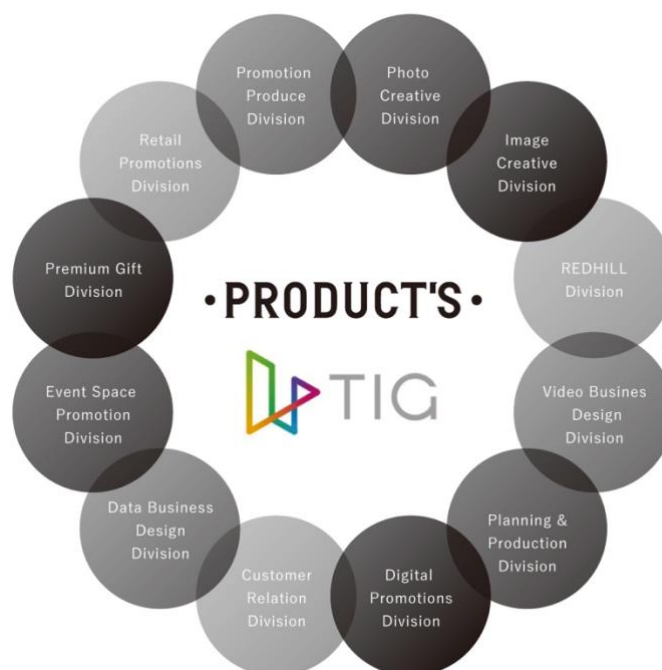 Promotion
Produce
Division
Photo
Creative
Division
Image
Creative
Division
REDHILL
Division
Video Busines
Design
Division
Planning &
Production
Division
Digital
Promotions
Division
Customer
Relation
Division
Data Business
Design
Division
Event Space
Promotion
Division
Premium Gift
Division
Retail
Promotions
Division
・PRODUCT'S・
TIG